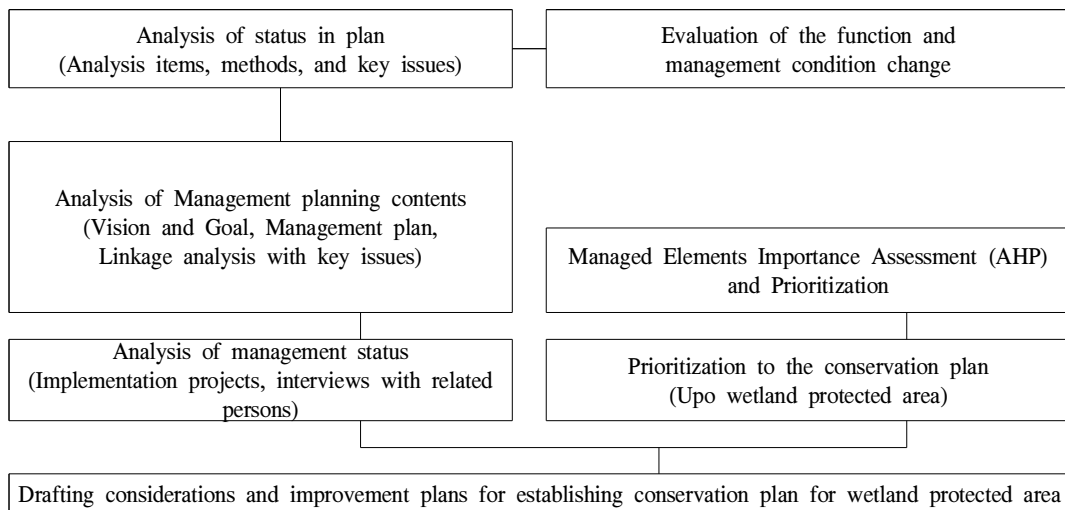 Analysis of status in plan
(Analysis items, methods, and key issues)
Evaluation of the function and
management condition change
Analysis of Management planning contents
(Vision and Goal, Management plan,
Linkage analysis with key issues)
Managed Elements Importance Assessment (AHP)
and Prioritization
Analysis of management status
(Implementation projects, interviews with related
persons)
Prioritization to the conservation plan
(Upo wetland protected area)
Drafting considerations and improvement plans for establishing conservation plan for wetland protected area